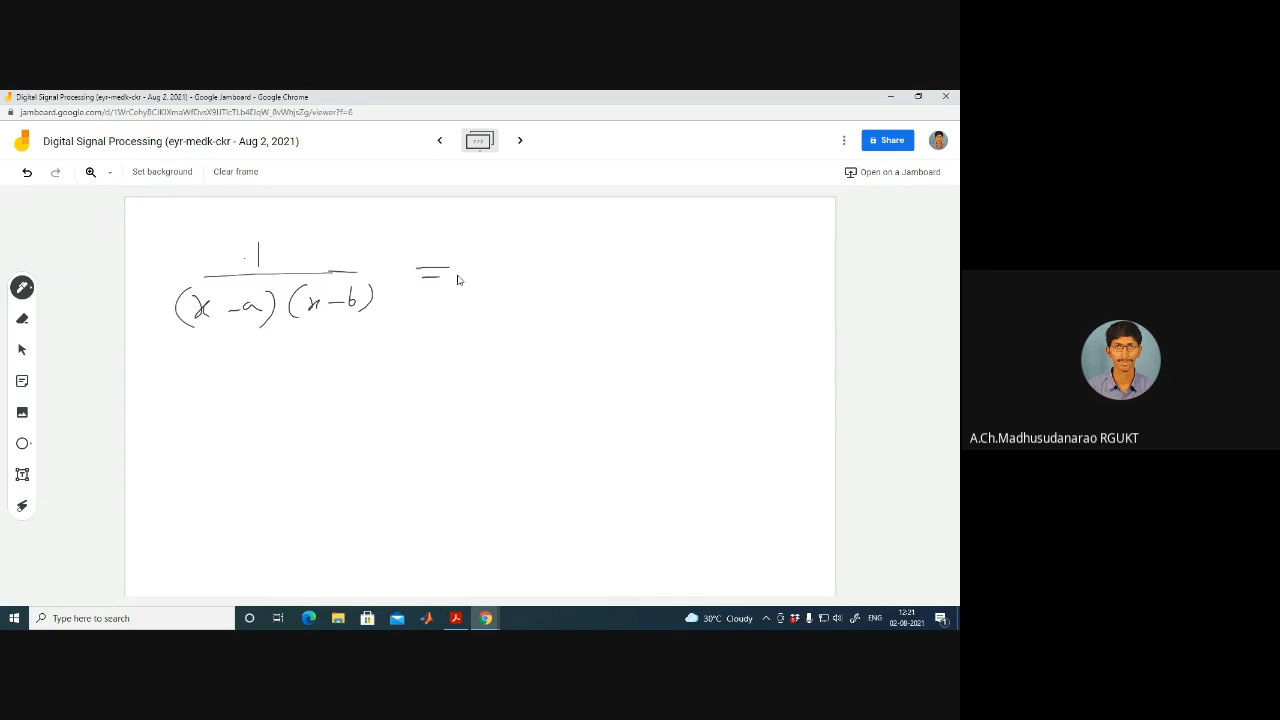 Digital Signal Processing (eyr-medk-ckr - Aug 2, 2021) - Google Jamboard - Google Chrome
Digital Signal Processing (eyr-medk-ckr - Aug 2, 2021)
Share
Set background
Clear frame
Open on a Jamboard
1
(x - a) (x - b)
=
A.Ch.Madhusudanarao RGUKT
Type here to search
30°C Cloudy
ENG
12:21
02-08-2021